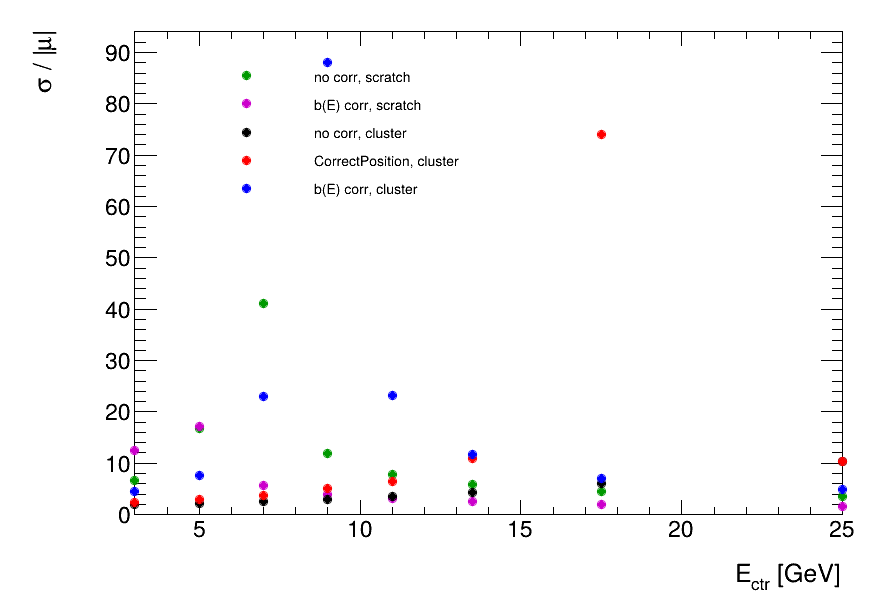 σ / |μ|
90
80
70
60
50
40
30
20
10
0
no corr, scratch
b(E) corr, scratch
no corr, cluster
CorrectPosition, cluster
b(E) corr, cluster
5 10 15 20 25
E_ctr [GeV]